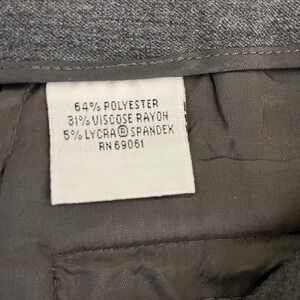 64% POLYESTER
31% VISCOSE RAYON
5% LYCRA® SPANDEX
RN 69061